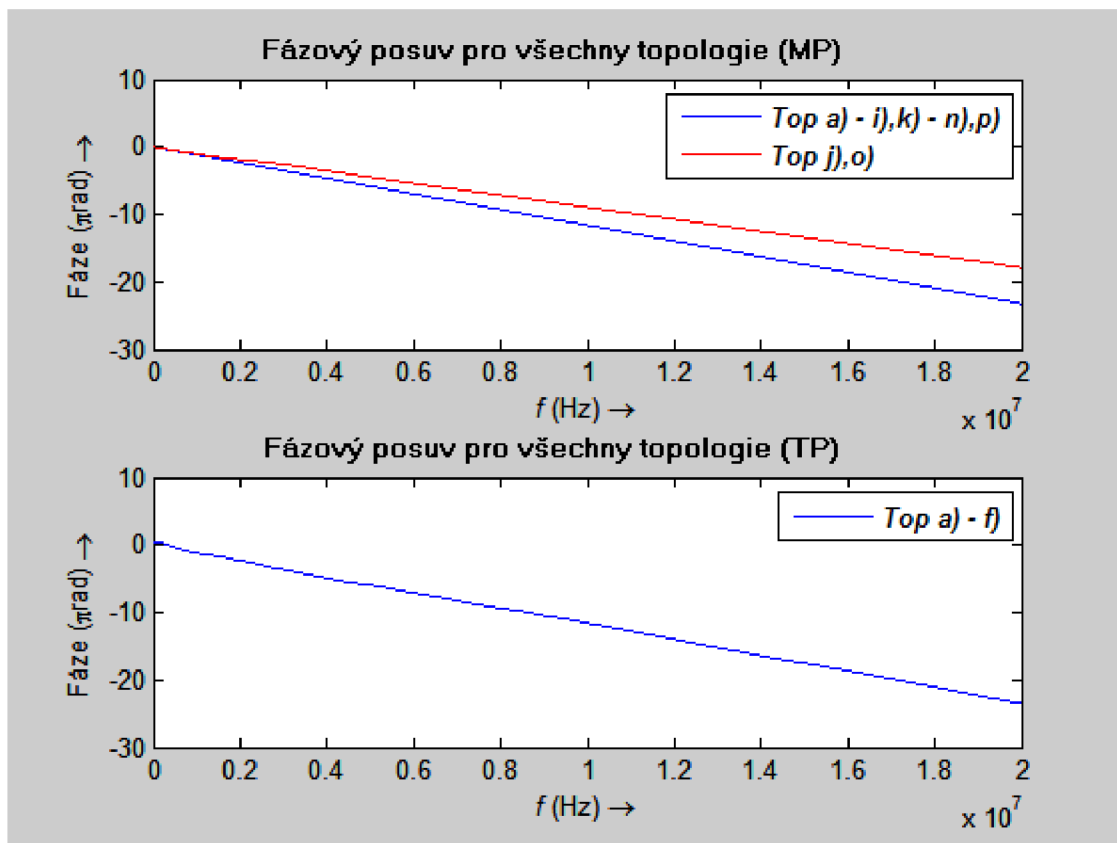 Fázový posuv pro všechny topologie (MP)
Fáze (πrad) →
10
0
-10
-20
-30
Top a) - i),k) - n),p)
Top j),o)
0 0.2 0.4 0.6 0.8 1 1.2 1.4 1.6 1.8 2
x 10^7
f (Hz) →
Fázový posuv pro všechny topologie (TP)
Fáze (πrad) →
10
0
-10
-20
-30
Top a) - f)
0 0.2 0.4 0.6 0.8 1 1.2 1.4 1.6 1.8 2
x 10^7
f (Hz) →